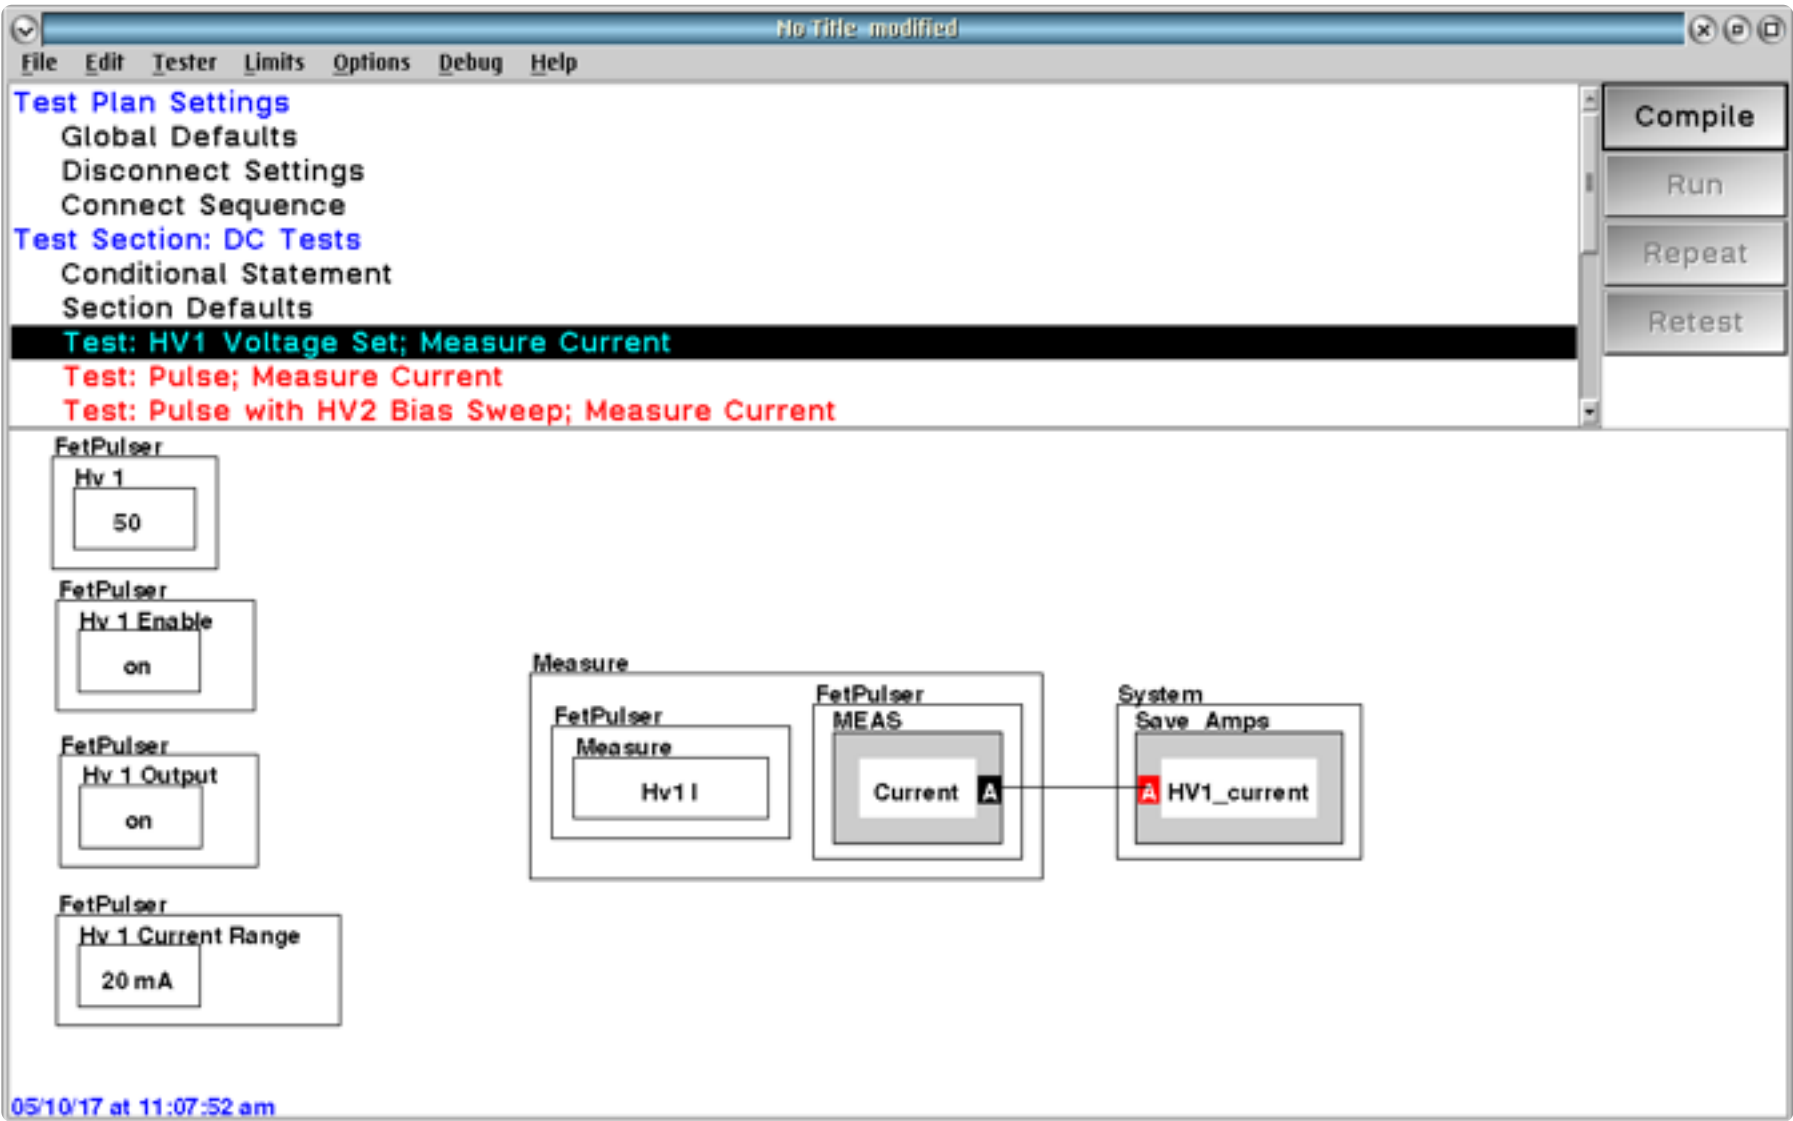 No Title modified
File Edit Tester Limits Options Debug Help
Test Plan Settings
Global Defaults
Disconnect Settings
Connect Sequence
Test Section: DC Tests
Conditional Statement
Section Defaults
Test: HV1 Voltage Set; Measure Current
Test: Pulse; Measure Current
Test: Pulse with HV2 Bias Sweep; Measure Current
Compile
Run
Repeat
Retest
FetPulser
Hv 1
50
FetPulser
Hv 1 Enable
on
FetPulser
Hv 1 Output
on
FetPulser
Hv 1 Current Range
20 mA
Measure
FetPulser
Measure
Hv1 I
FetPulser
MEAS
Current A
System
Save Amps
A HV1_current
05/10/17 at 11:07:52 am